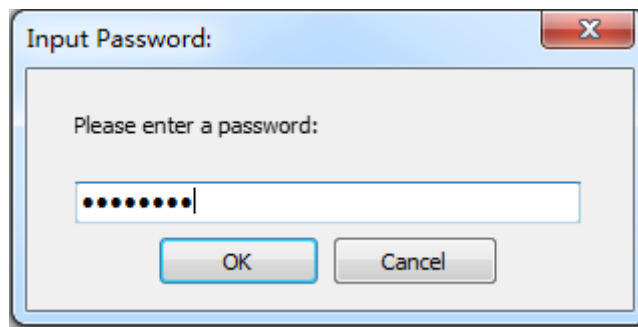 Input Password:
Please enter a password:
••••••••
OK
Cancel